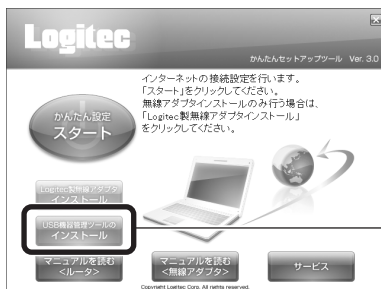 Logitec
かんたんセットアップツール Ver. 3.0
インターネットの接続設定を行います。
「スタート」をクリックしてください。
無線アダプタインストールのみ行う場合は、
「Logitec製無線アダプタインストール」
をクリックしてください。
かんたん設定
スタート
Logitec製無線アダプタ
インストール
USB機器管理ツールの
インストール
マニュアルを読む
<ルータ>
マニュアルを読む
<無線アダプタ>
サービス
Copyright Logitec Corp. All rights reserved.